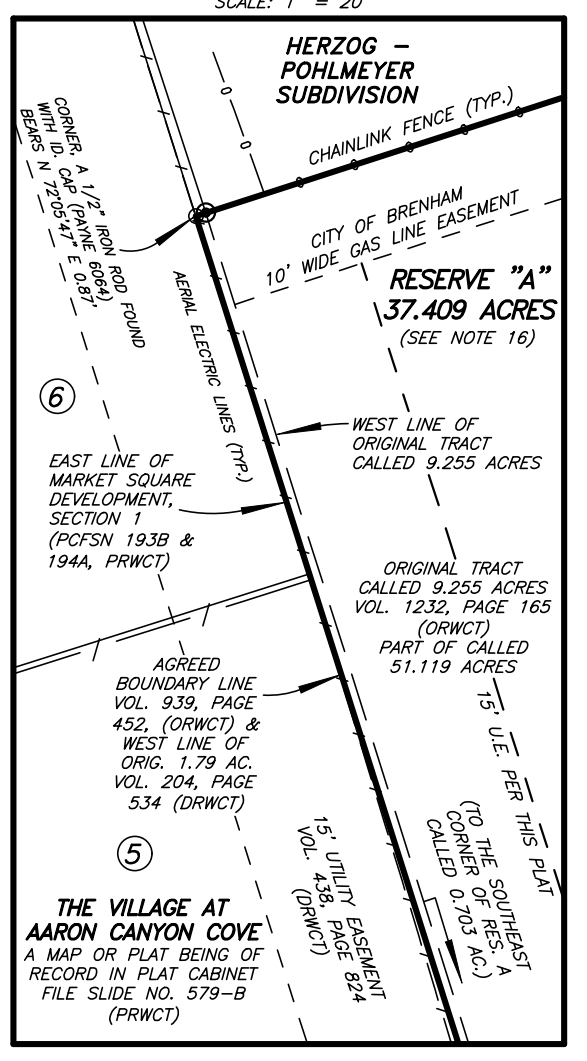 SCALE: 1" = 20'
HERZOG -
POHLMEYER
SUBDIVISION
CHAINLINK FENCE (TYP.)
CORNER, A 1/2" IRON ROD FOUND
WITH ID. CAP (PAYNE 6064)
BEARS N 72°05'47" E 0.87'
CITY OF BRENHAM
10' WIDE GAS LINE EASEMENT
RESERVE "A"
37.409 ACRES
(SEE NOTE 16)
AERIAL ELECTRIC LINES (TYP.)
6
WEST LINE OF
ORIGINAL TRACT
CALLED 9.255 ACRES
EAST LINE OF
MARKET SQUARE
DEVELOPMENT,
SECTION 1
(PCFSN 193B &
194A, PRWCT)
ORIGINAL TRACT
CALLED 9.255 ACRES
VOL. 1232, PAGE 165
(ORWCT)
PART OF CALLED
51.119 ACRES
AGREED
BOUNDARY LINE
VOL. 939, PAGE
452, (ORWCT) &
WEST LINE OF
ORIG. 1.79 AC.
VOL. 204, PAGE
534 (DRWCT)
15' U.E. PER THIS PLAT
(TO THE SOUTHEAST
CORNER OF RES. A
CALLED 0.703 AC.)
15' UTILITY EASEMENT
VOL. 438, PAGE 824
(DRWCT)
5
THE VILLAGE AT
AARON CANYON COVE
A MAP OR PLAT BEING OF
RECORD IN PLAT CABINET
FILE SLIDE NO. 579-B
(PRWCT)